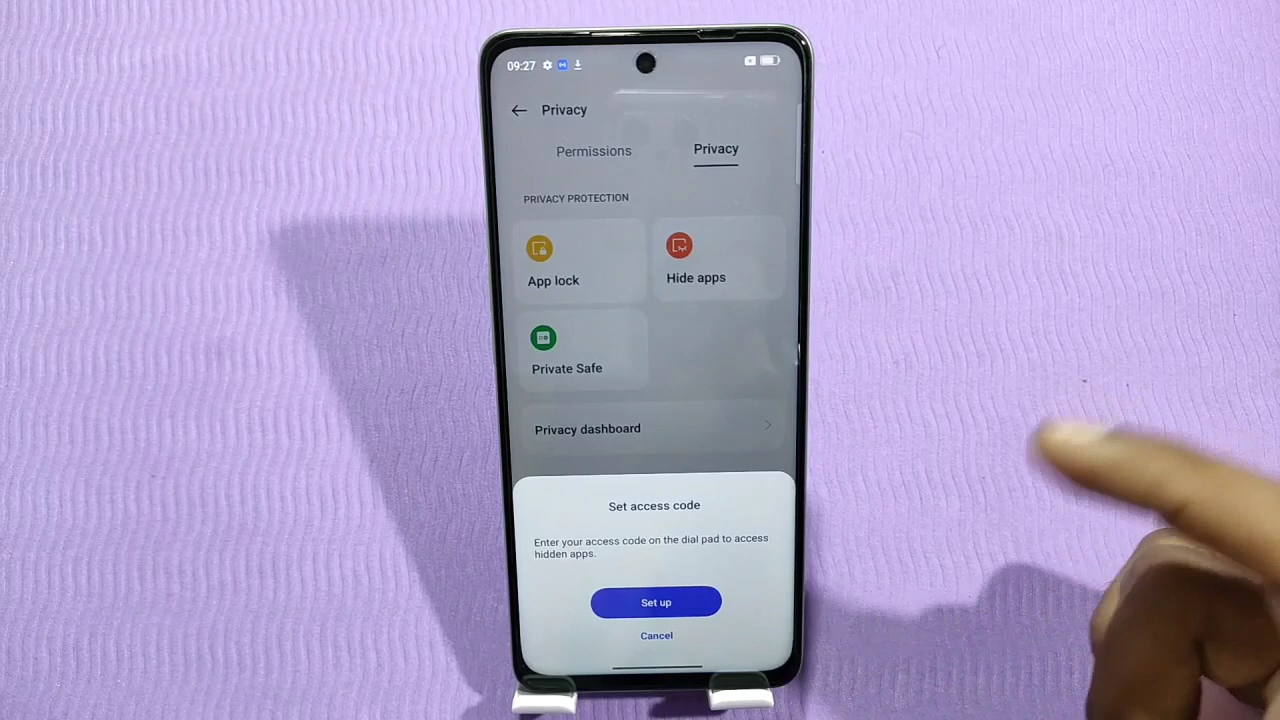 09:27
Privacy
Permissions
Privacy
PRIVACY PROTECTION
App lock
Hide apps
Private Safe
Privacy dashboard
Set access code
Enter your access code on the dial pad to access
hidden apps.
Set up
Cancel